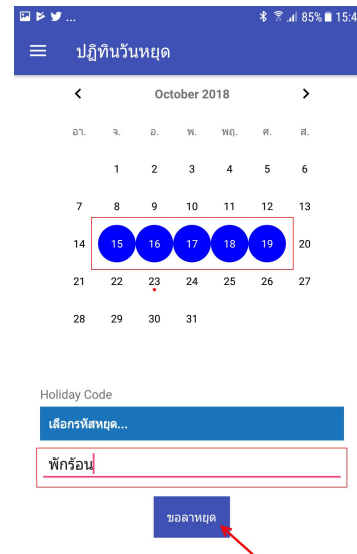 ... 85% 15:4
ปฏิทินวันหยุด
October 2018
อา. จ. อ. พ. พฤ. ศ. ส.
1 2 3 4 5 6
7 8 9 10 11 12 13
14 15 16 17 18 19 20
21 22 23 24 25 26 27
28 29 30 31
Holiday Code
เลือกรหัสหยุด...
พักร้อน
ขอลาหยุด